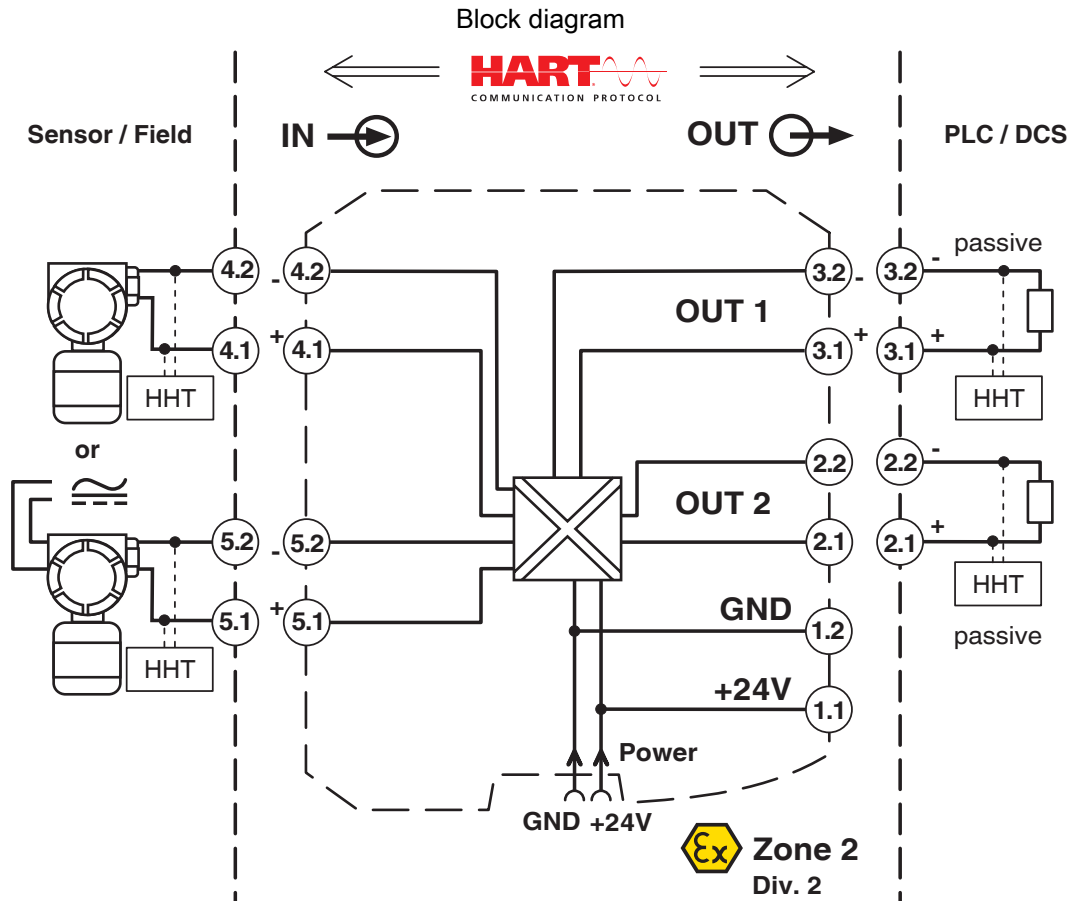 Block diagram
HART
COMMUNICATION PROTOCOL
Sensor / Field
IN
OUT
PLC / DCS
4.2
-
4.2
3.2
-
3.2
-
passive
OUT 1
4.1
+
4.1
3.1
+
3.1
+
HHT
HHT
or
2.2
2.2
-
OUT 2
5.2
-
5.2
2.1
2.1
+
HHT
5.1
+
5.1
GND
1.2
passive
HHT
+24V
1.1
Power
GND +24V
Ex
Zone 2
Div. 2